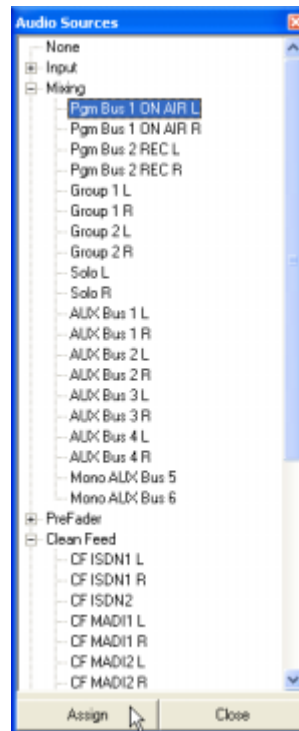 Audio Sources
None
Input
Mixing
Pgm Bus 1 ON AIR L
Pgm Bus 1 ON AIR R
Pgm Bus 2 REC L
Pgm Bus 2 REC R
Group 1 L
Group 1 R
Group 2 L
Group 2 R
Solo L
Solo R
AUX Bus 1 L
AUX Bus 1 R
AUX Bus 2 L
AUX Bus 2 R
AUX Bus 3 L
AUX Bus 3 R
AUX Bus 4 L
AUX Bus 4 R
Mono AUX Bus 5
Mono AUX Bus 6
PreFader
Clean Feed
CF ISDN1 L
CF ISDN1 R
CF ISDN2
CF MADI1 L
CF MADI1 R
CF MADI2 L
CF MADI2 R
Assign Close